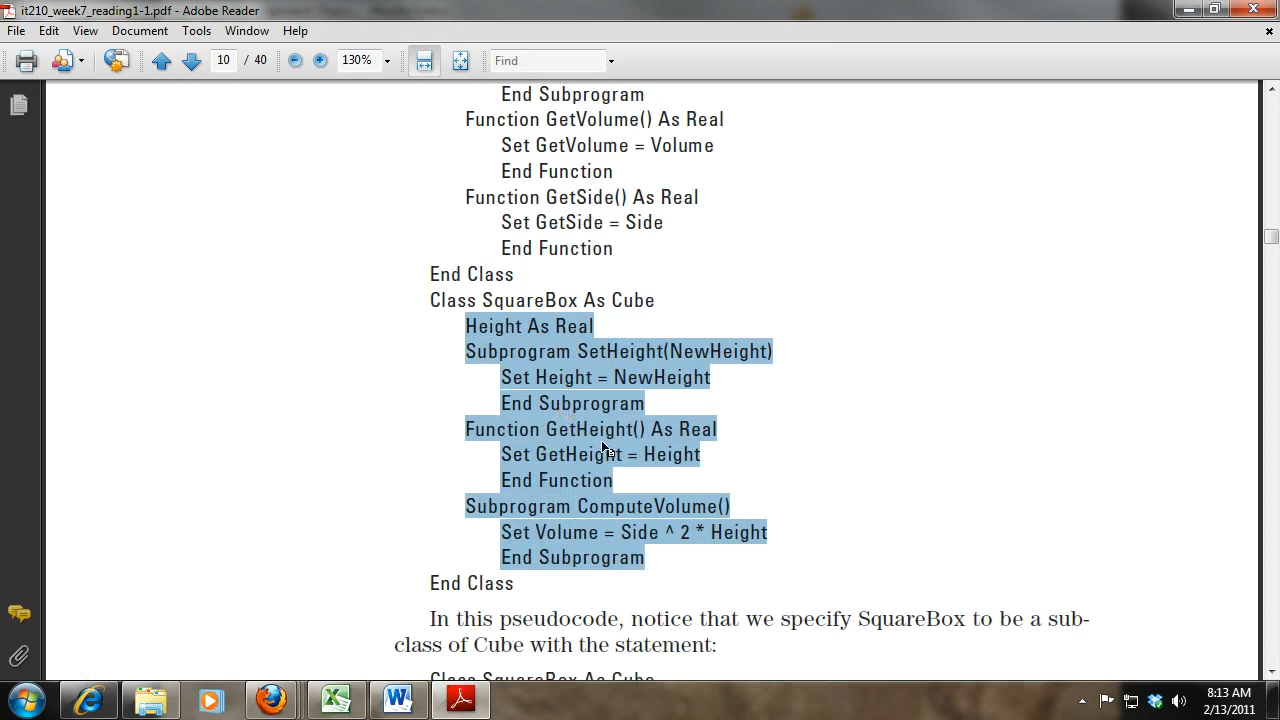 it210_week7_reading1-1.pdf - Adobe Reader
File Edit View Document Tools Window Help
10 / 40 130% Find
End Subprogram
Function GetVolume() As Real
Set GetVolume = Volume
End Function
Function GetSide() As Real
Set GetSide = Side
End Function
End Class
Class SquareBox As Cube
Height As Real
Subprogram SetHeight(NewHeight)
Set Height = NewHeight
End Subprogram
Function GetHeight() As Real
Set GetHeight = Height
End Function
Subprogram ComputeVolume()
Set Volume = Side ^ 2 * Height
End Subprogram
End Class
In this pseudocode, notice that we specify SquareBox to be a sub-
class of Cube with the statement:
Class SquareBox As Cube
8:13 AM
2/13/2011